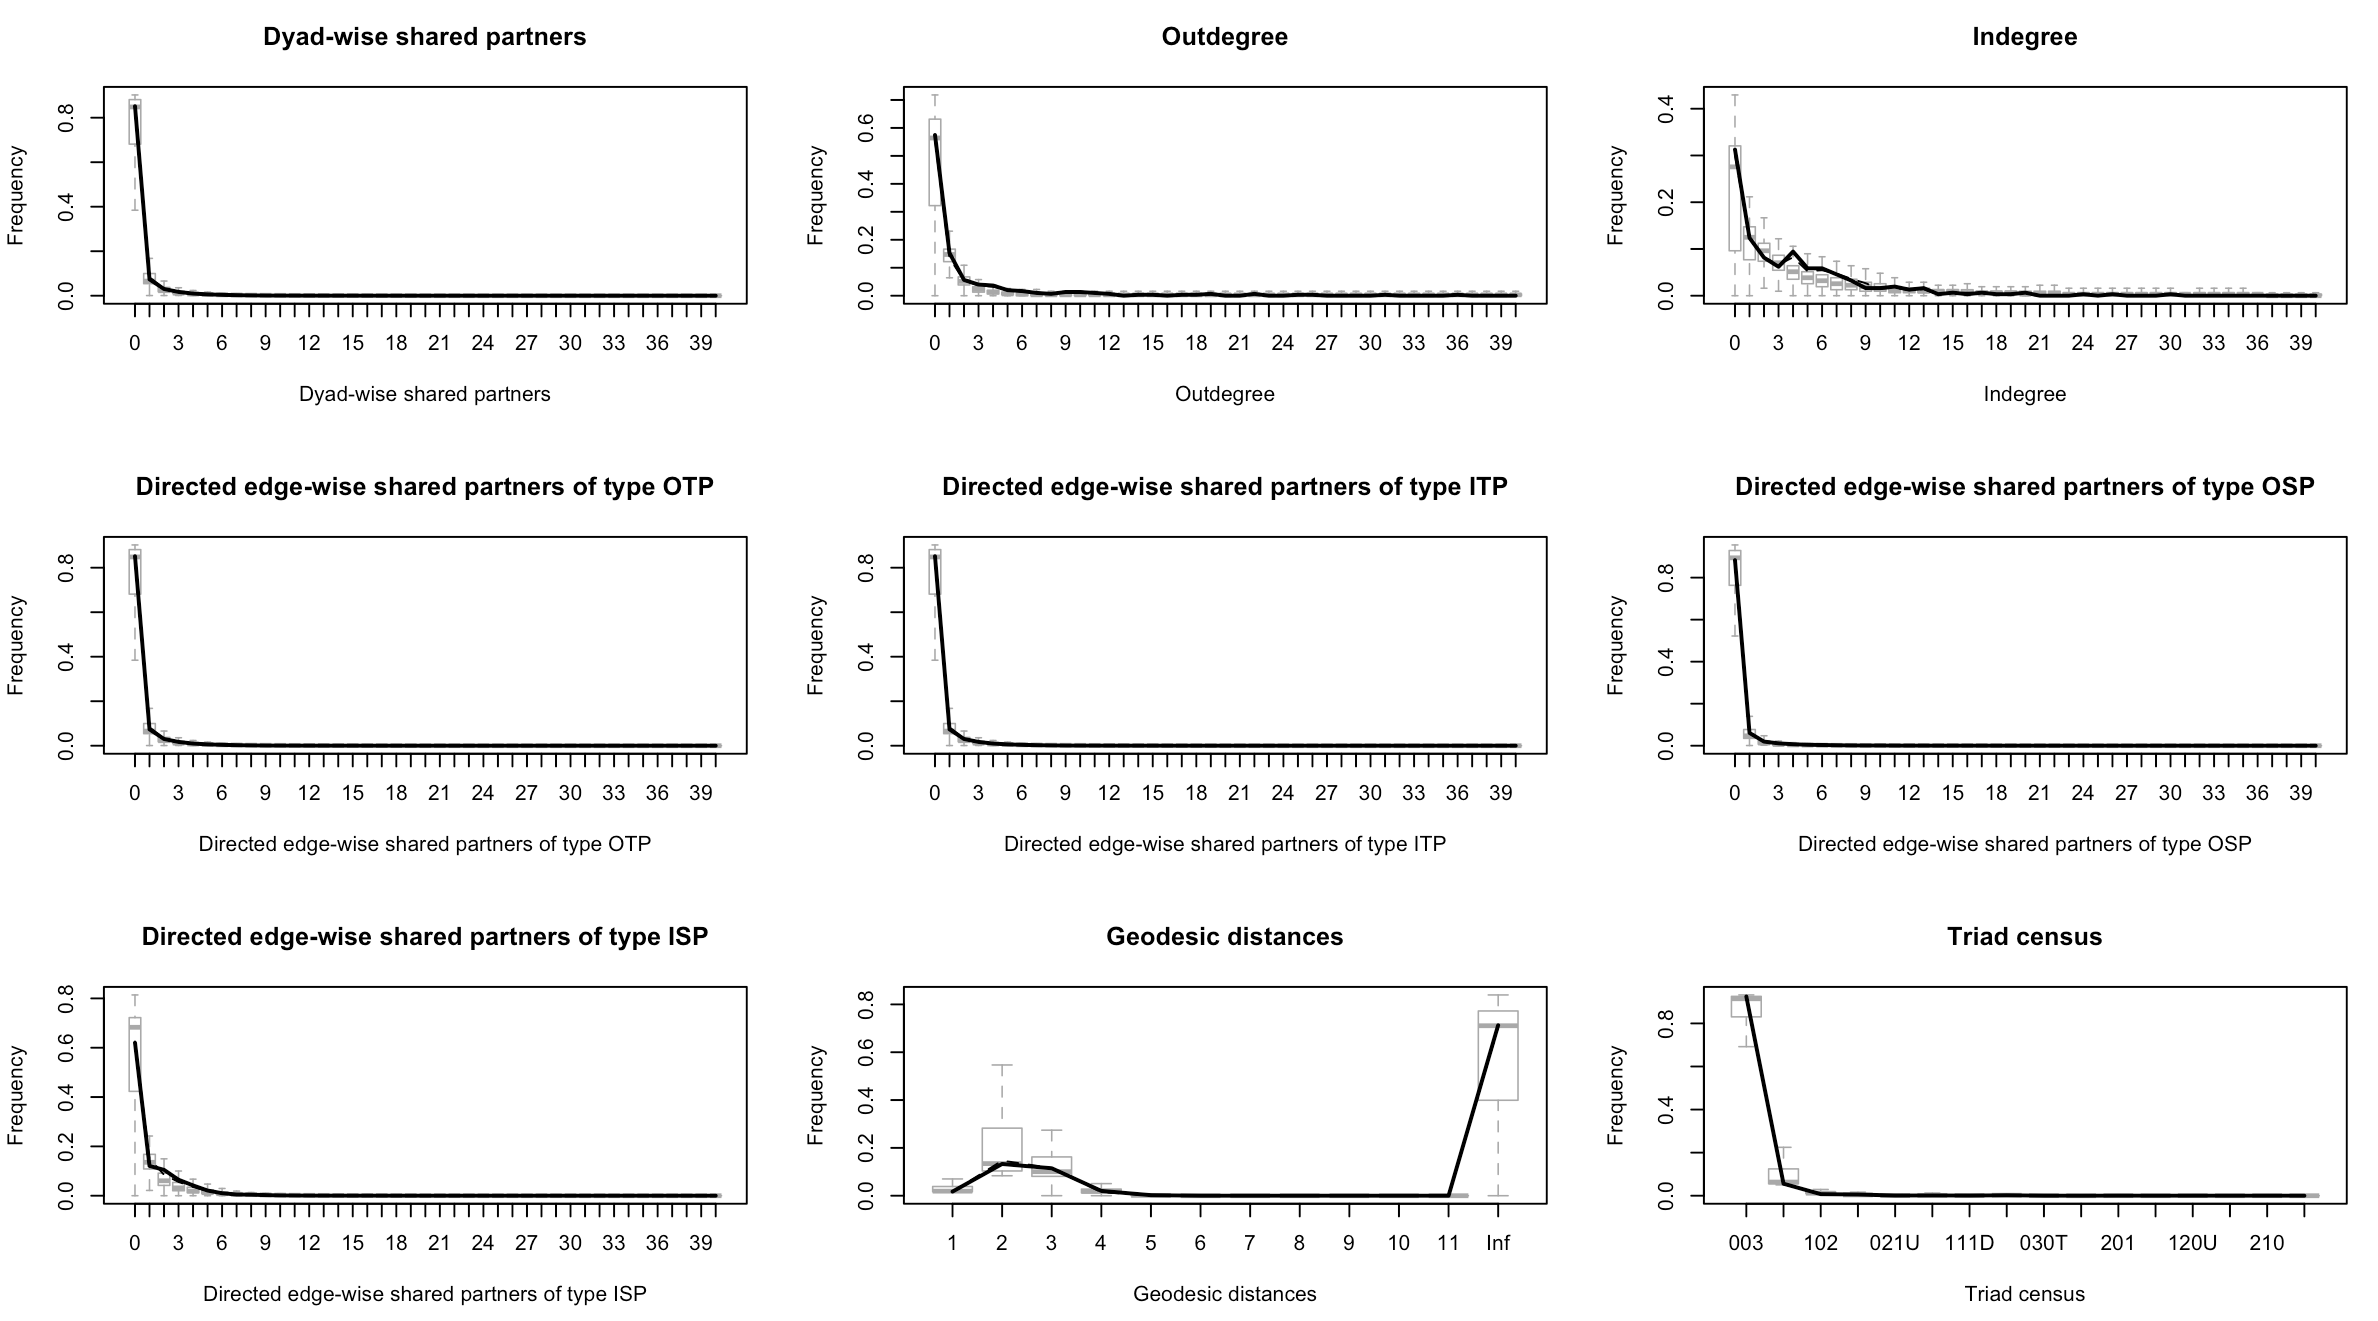 Dyad-wise shared partners
Frequency
0.0 0.4 0.8
0 3 6 9 12 15 18 21 24 27 30 33 36 39
Dyad-wise shared partners
Outdegree
Frequency
0.0 0.2 0.4 0.6
0 3 6 9 12 15 18 21 24 27 30 33 36 39
Outdegree
Indegree
Frequency
0.0 0.2 0.4
0 3 6 9 12 15 18 21 24 27 30 33 36 39
Indegree
Directed edge-wise shared partners of type OTP
Frequency
0.0 0.4 0.8
0 3 6 9 12 15 18 21 24 27 30 33 36 39
Directed edge-wise shared partners of type OTP
Directed edge-wise shared partners of type ITP
Frequency
0.0 0.4 0.8
0 3 6 9 12 15 18 21 24 27 30 33 36 39
Directed edge-wise shared partners of type ITP
Directed edge-wise shared partners of type OSP
Frequency
0.0 0.4 0.8
0 3 6 9 12 15 18 21 24 27 30 33 36 39
Directed edge-wise shared partners of type OSP
Directed edge-wise shared partners of type ISP
Frequency
0.0 0.2 0.4 0.6 0.8
0 3 6 9 12 15 18 21 24 27 30 33 36 39
Directed edge-wise shared partners of type ISP
Geodesic distances
Frequency
0.0 0.2 0.4 0.6 0.8
1 2 3 4 5 6 7 8 9 10 11 Inf
Geodesic distances
Triad census
Frequency
0.0 0.4 0.8
003 102 021U 111D 030T 201 120U 210
Triad census